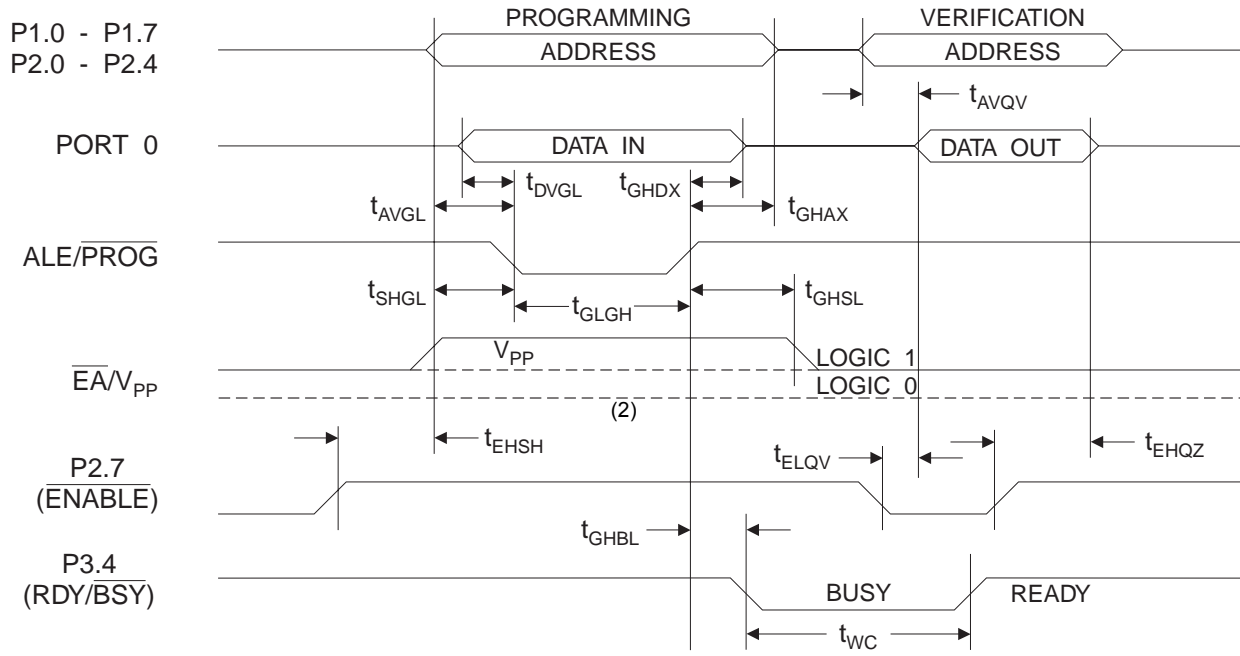 PROGRAMMING VERIFICATION
P1.0 - P1.7
P2.0 - P2.4
ADDRESS ADDRESS
tAVQV
PORT 0 DATA IN DATA OUT
tDVGL tGHDX
tAVGL tGHAX
ALE/PROG
tSHGL tGLGH tGHSL
EA/VPP VPP LOGIC 1
LOGIC 0
(2)
tEHSH tELQV tEHQZ
P2.7
(ENABLE)
tGHBL
P3.4
(RDY/BSY) BUSY READY
tWC